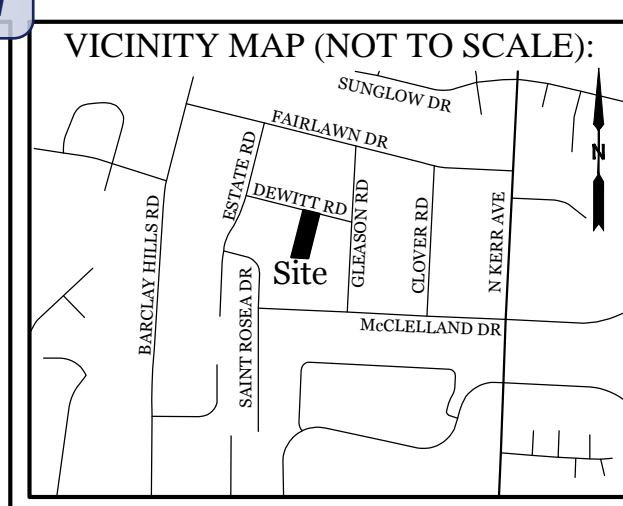 VICINITY MAP (NOT TO SCALE):
SUNGLOW DR
FAIRLAWN DR
N
ESTATE RD
DEWITT RD
GLEASON RD
CLOVER RD
N KERR AVE
BARCLAY HILLS RD
Site
SAINT ROSEA DR
McCLELLAND DR